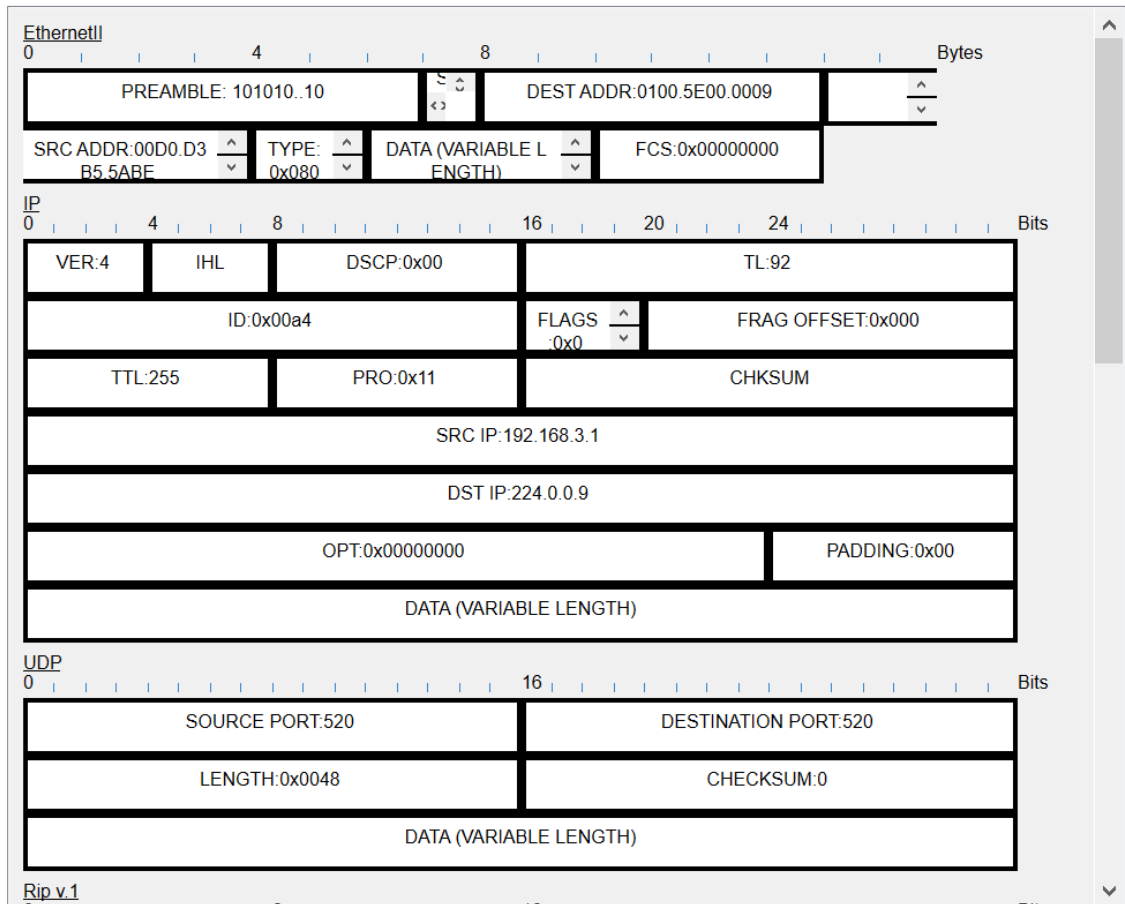 EthernetII
0 4 8 Bytes
PREAMBLE: 101010..10 DEST ADDR:0100.5E00.0009
SRC ADDR:00D0.D3 TYPE: DATA (VARIABLE L FCS:0x00000000
B5.5ABE 0x080 ENGTH)
IP
0 4 8 16 20 24 Bits
VER:4 IHL DSCP:0x00 TL:92
ID:0x00a4 FLAGS FRAG OFFSET:0x000
:0x0
TTL:255 PRO:0x11 CHKSUM
SRC IP:192.168.3.1
DST IP:224.0.0.9
OPT:0x00000000 PADDING:0x00
DATA (VARIABLE LENGTH)
UDP
0 16 Bits
SOURCE PORT:520 DESTINATION PORT:520
LENGTH:0x0048 CHECKSUM:0
DATA (VARIABLE LENGTH)
Rip v.1